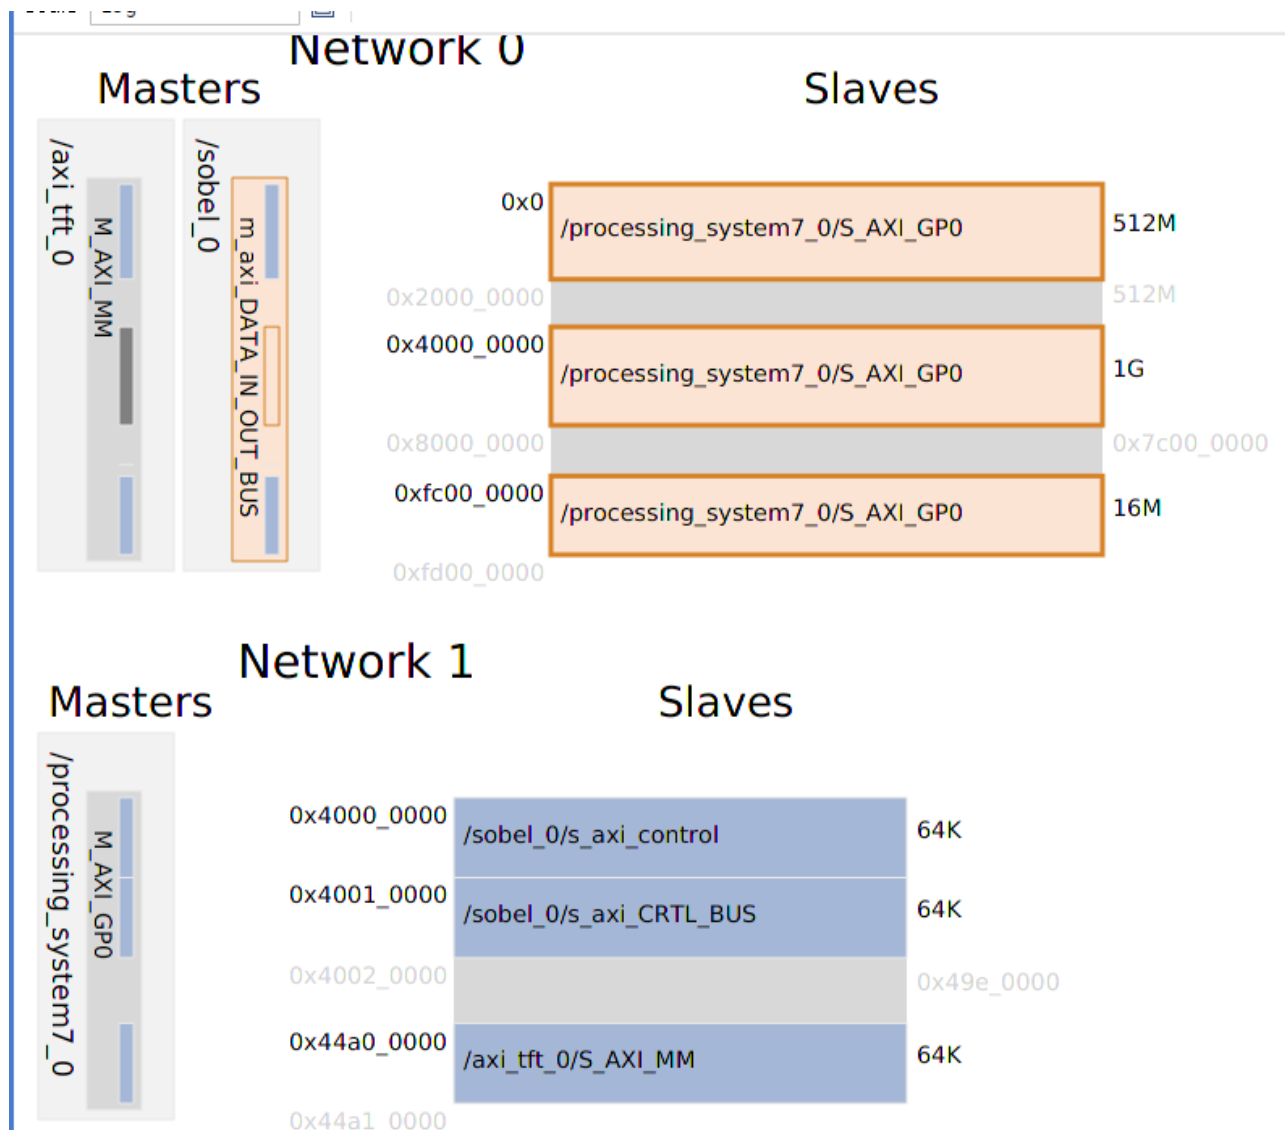 Network 0
Masters
Slaves
/axi_tft_0
M_AXI_MM
/sobel_0
m_axi_DATA_IN_OUT_BUS
0x0
/processing_system7_0/S_AXI_GP0
512M
0x2000_0000
512M
0x4000_0000
/processing_system7_0/S_AXI_GP0
1G
0x8000_0000
0x7c00_0000
0xfc00_0000
/processing_system7_0/S_AXI_GP0
16M
0xfd00_0000
Network 1
Masters
Slaves
/processing_system7_0
M_AXI_GP0
0x4000_0000
/sobel_0/s_axi_control
64K
0x4001_0000
/sobel_0/s_axi_CRTL_BUS
64K
0x4002_0000
0x49e_0000
0x44a0_0000
/axi_tft_0/S_AXI_MM
64K
0x44a1_0000